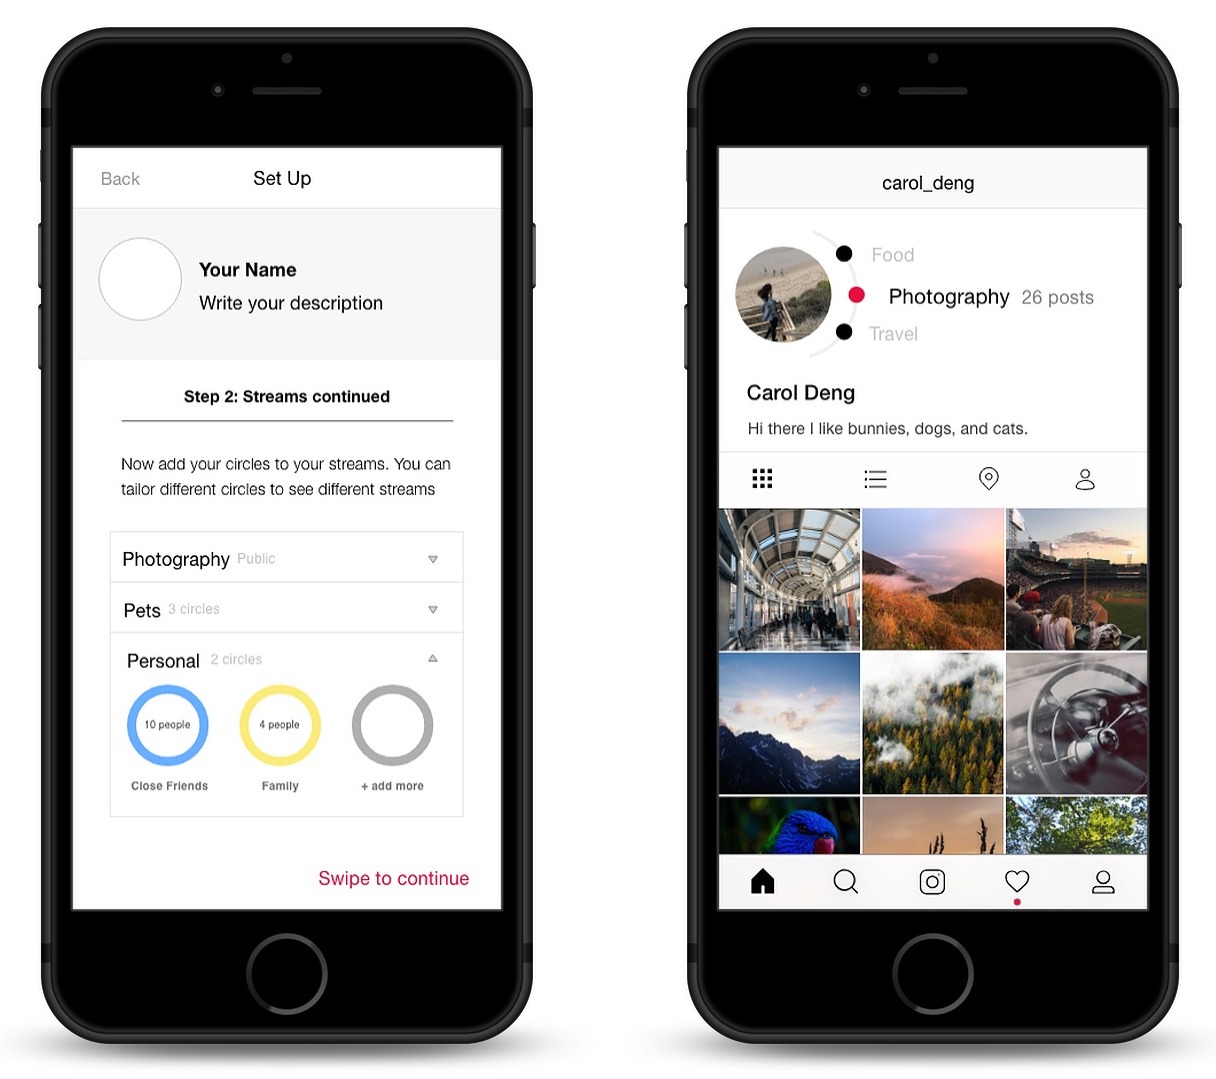 Back
Set Up
Your Name
Write your description
Step 2: Streams continued
Now add your circles to your streams. You can
tailor different circles to see different streams
Photography Public
Pets 3 circles
Personal 2 circles
10 people
4 people
Close Friends
Family
+ add more
Swipe to continue
carol_deng
Food
Photography 26 posts
Travel
Carol Deng
Hi there I like bunnies, dogs, and cats.